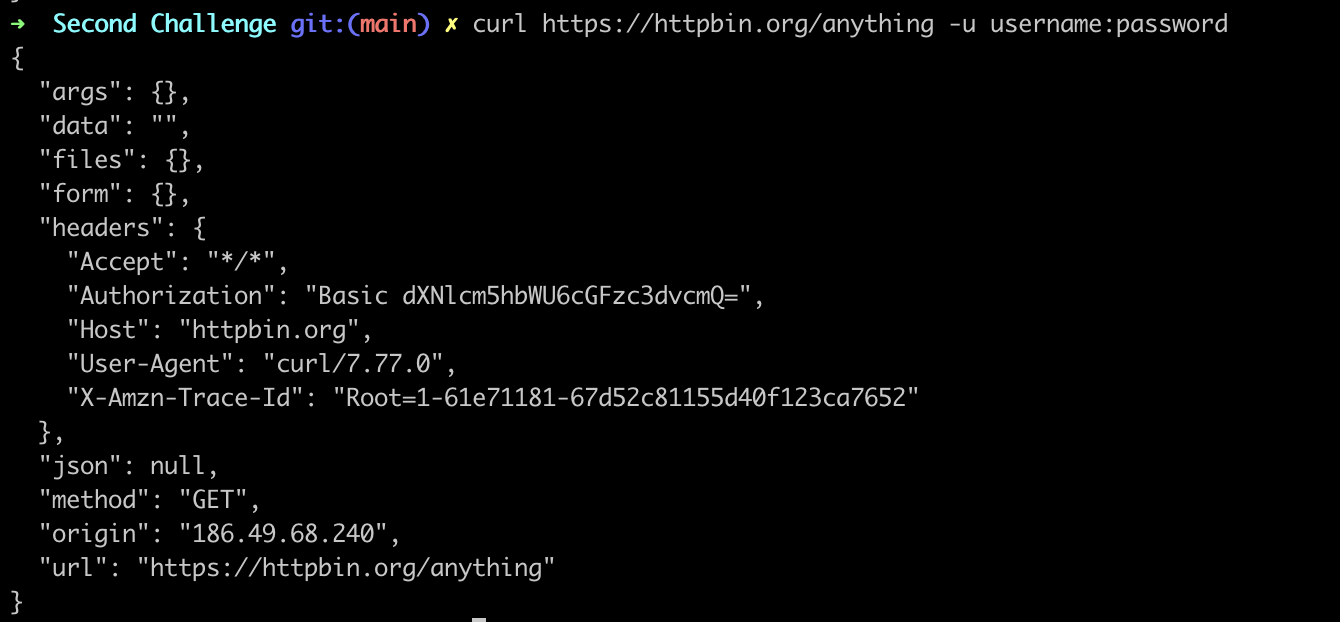 }
➜  Second Challenge git:(main) ✗ curl https://httpbin.org/anything -u username:password
{
  "args": {},
  "data": "",
  "files": {},
  "form": {},
  "headers": {
    "Accept": "*/*",
    "Authorization": "Basic dXNlcm5hbWU6cGFzc3dvcmQ=",
    "Host": "httpbin.org",
    "User-Agent": "curl/7.77.0",
    "X-Amzn-Trace-Id": "Root=1-61e71181-67d52c81155d40f123ca7652"
  },
  "json": null,
  "method": "GET",
  "origin": "186.49.68.240",
  "url": "https://httpbin.org/anything"
}